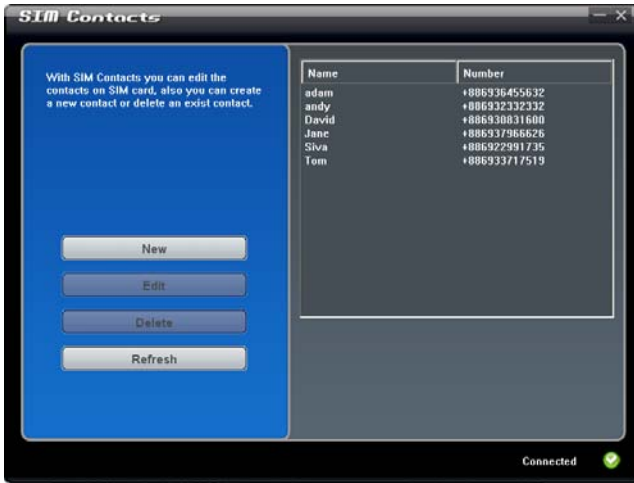 SIM Contacts
With SIM Contacts you can edit the
contacts on SIM card, also you can create
a new contact or delete an exist contact.
New
Edit
Delete
Refresh
Name Number
adam +886936455632
andy +886932332332
David +886930831600
Jane +886937966626
Siva +886922991735
Tom +886933717519
Connected